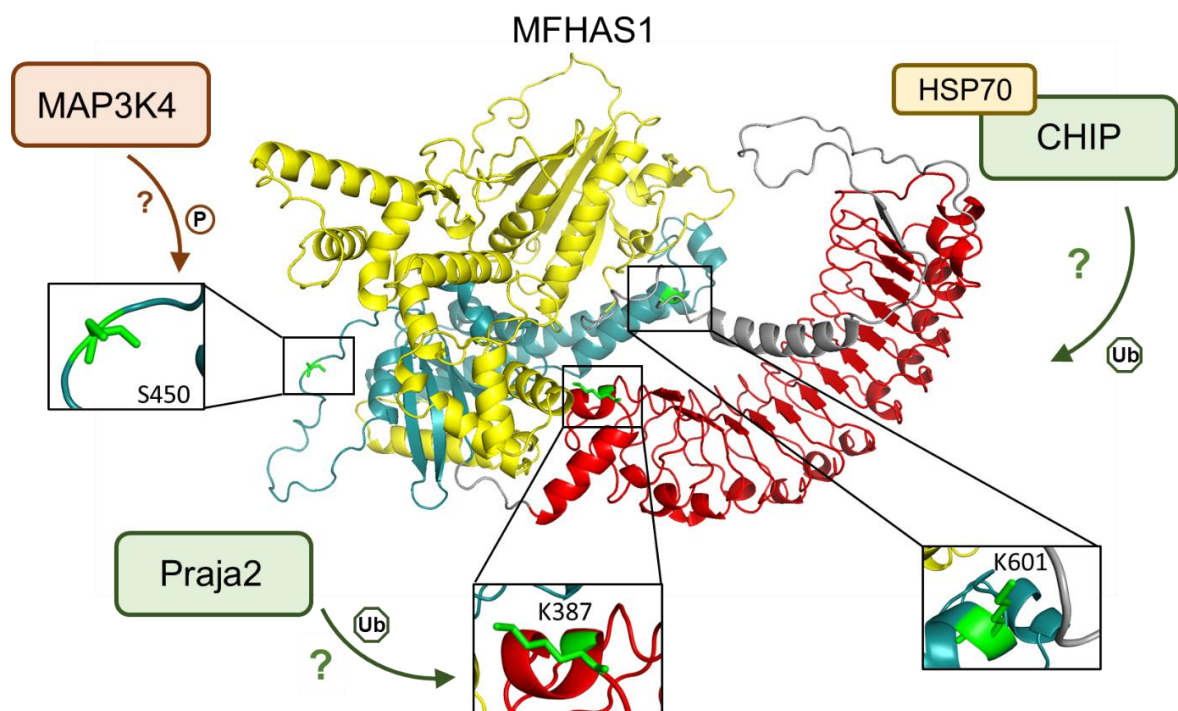 MFHAS1
MAP3K4
HSP70
CHIP
?
P
?
Ub
S450
K601
Praja2
K387
Ub
?